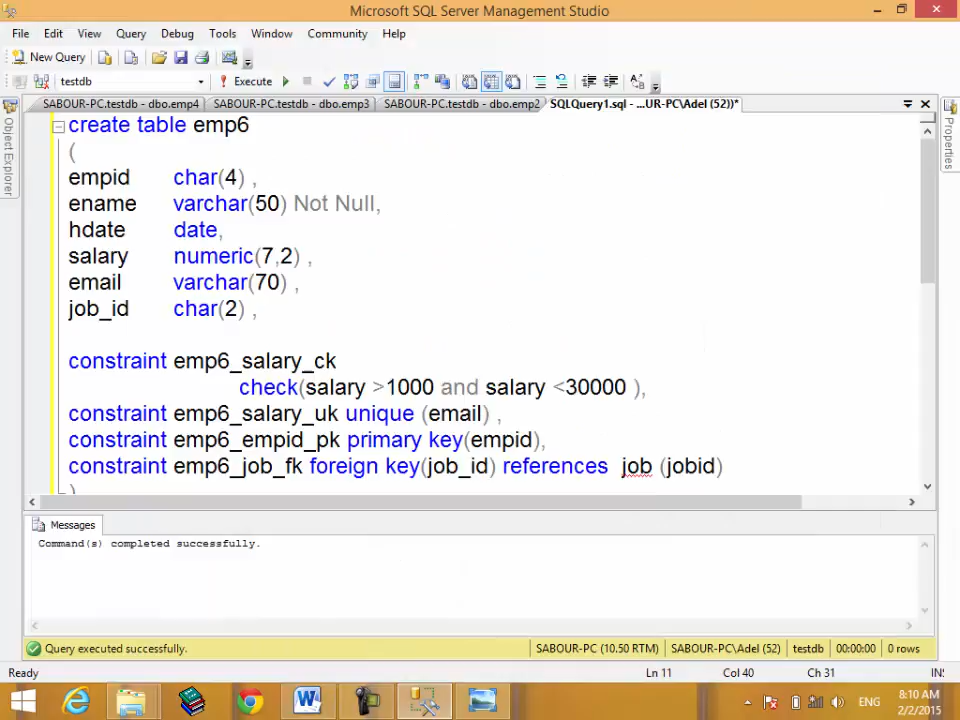 Microsoft SQL Server Management Studio
File Edit View Query Debug Tools Window Community Help
New Query
testdb Execute
SABOUR-PC.testdb - dbo.emp4 SABOUR-PC.testdb - dbo.emp3 SABOUR-PC.testdb - dbo.emp2 SQLQuery1.sql - ...UR-PC\Adel (52))*
Object Explorer
Properties
create table emp6
(
empid char(4) ,
ename varchar(50) Not Null,
hdate date,
salary numeric(7,2) ,
email varchar(70) ,
job_id char(2) ,
constraint emp6_salary_ck
check(salary >1000 and salary <30000 ),
constraint emp6_salary_uk unique (email) ,
constraint emp6_empid_pk primary key(empid),
constraint emp6_job_fk foreign key(job_id) references job (jobid)
)
Messages
Command(s) completed successfully.
Query executed successfully. SABOUR-PC (10.50 RTM) SABOUR-PC\Adel (52) testdb 00:00:00 0 rows
Ready Ln 11 Col 40 Ch 31 INS
ENG 8:10 AM
2/2/2015